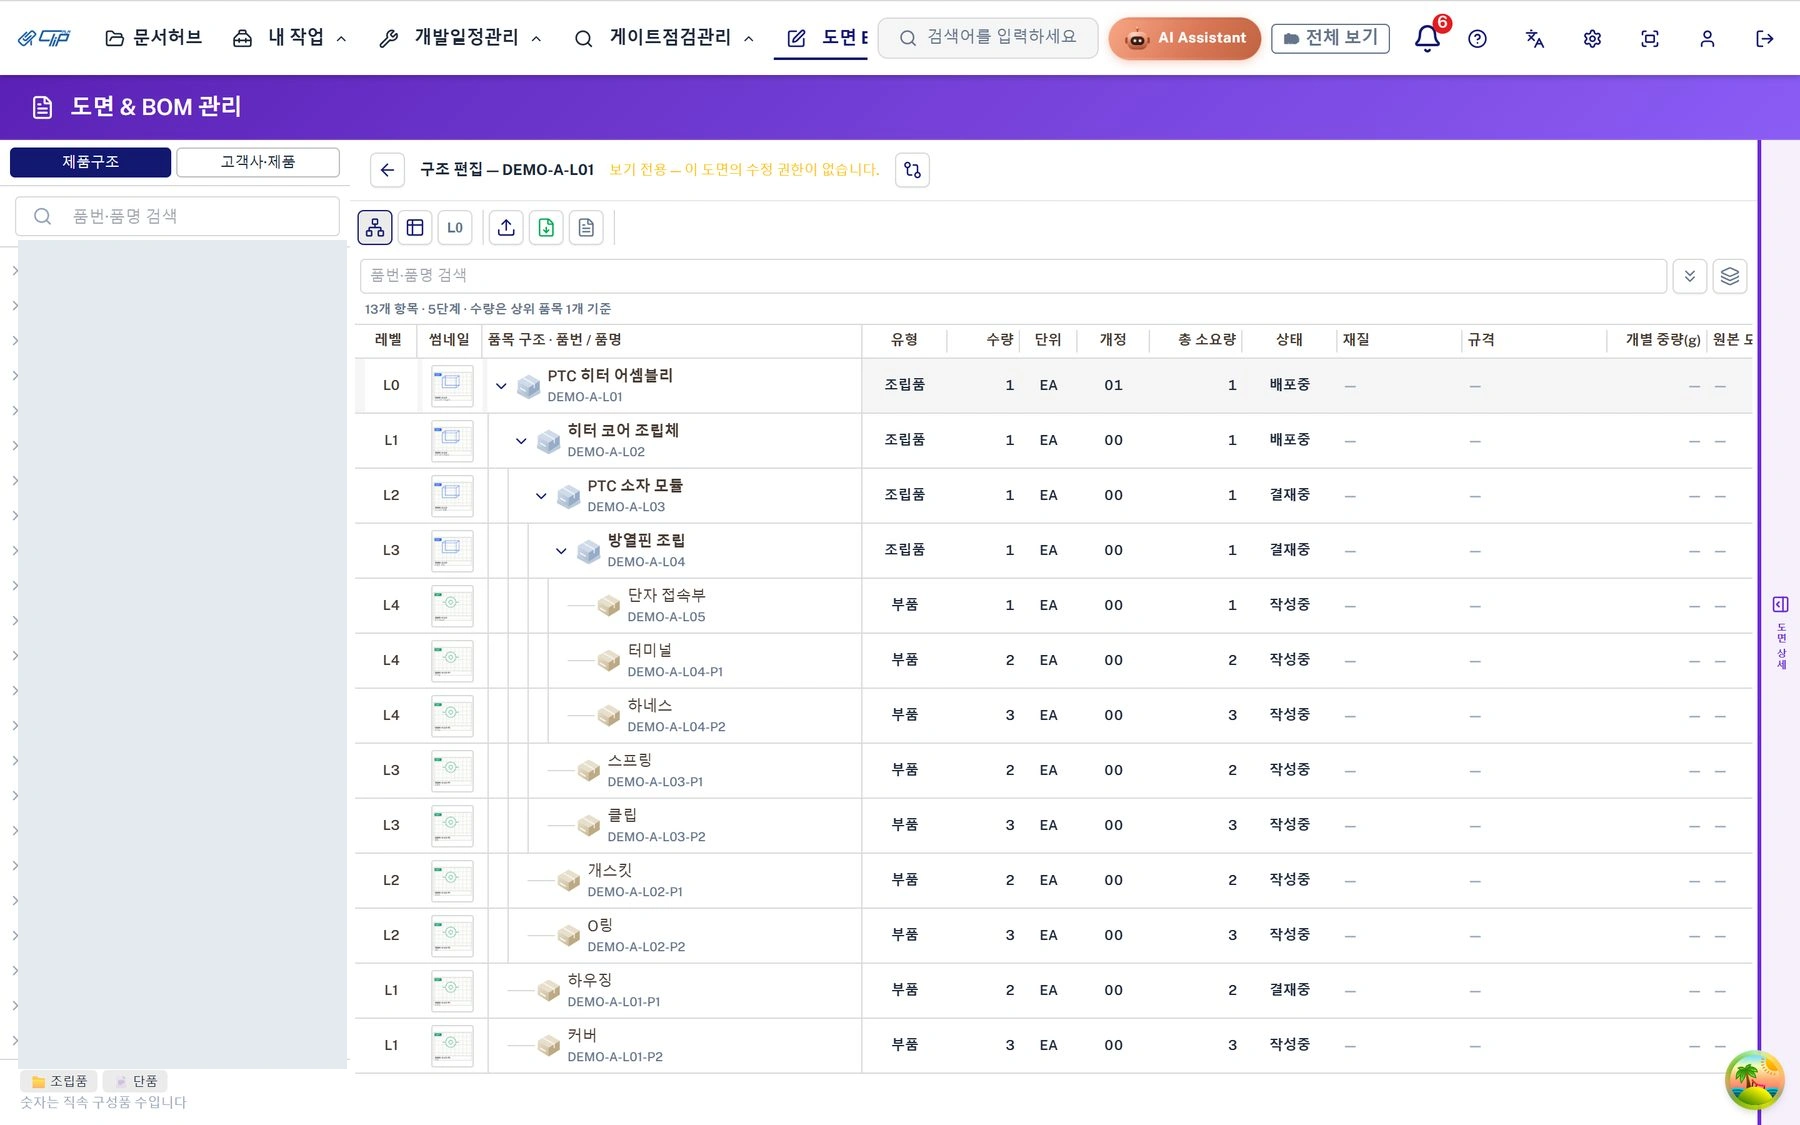 CTP
문서허브
내 작업
개발일정관리
게이트점검관리
도면 B
검색어를 입력하세요
AI Assistant
전체 보기
6
도면 & BOM 관리
제품구조
고객사·제품
품번·품명 검색
구조 편집 — DEMO-A-L01
보기 전용 — 이 도면의 수정 권한이 없습니다.
L0
품번·품명 검색
13개 항목 · 5단계 · 수량은 상위 품목 1개 기준
레벨 썸네일 품목 구조 · 품번 / 품명 유형 수량 단위 개정 총 소요량 상태 재질 규격 개별 중량(g) 원본 도
L0 PTC 히터 어셈블리 조립품 1 EA 01 1 배포중 — — — —
DEMO-A-L01
L1 히터 코어 조립체 조립품 1 EA 00 1 배포중 — — — —
DEMO-A-L02
L2 PTC 소자 모듈 조립품 1 EA 00 1 결재중 — — — —
DEMO-A-L03
L3 방열핀 조립 조립품 1 EA 00 1 결재중 — — — —
DEMO-A-L04
L4 단자 접속부 부품 1 EA 00 1 작성중 — — — —
DEMO-A-L05
L4 터미널 부품 2 EA 00 2 작성중 — — — —
DEMO-A-L04-P1
L4 하네스 부품 3 EA 00 3 작성중 — — — —
DEMO-A-L04-P2
L3 스프링 부품 2 EA 00 2 작성중 — — — —
DEMO-A-L03-P1
L3 클립 부품 3 EA 00 3 작성중 — — — —
DEMO-A-L03-P2
L2 개스킷 부품 2 EA 00 2 작성중 — — — —
DEMO-A-L02-P1
L2 O링 부품 3 EA 00 3 작성중 — — — —
DEMO-A-L02-P2
L1 하우징 부품 2 EA 00 2 결재중 — — — —
DEMO-A-L01-P1
L1 커버 부품 3 EA 00 3 작성중 — — — —
DEMO-A-L01-P2
도면 상세
조립품
단품
숫자는 직속 구성품 수입니다